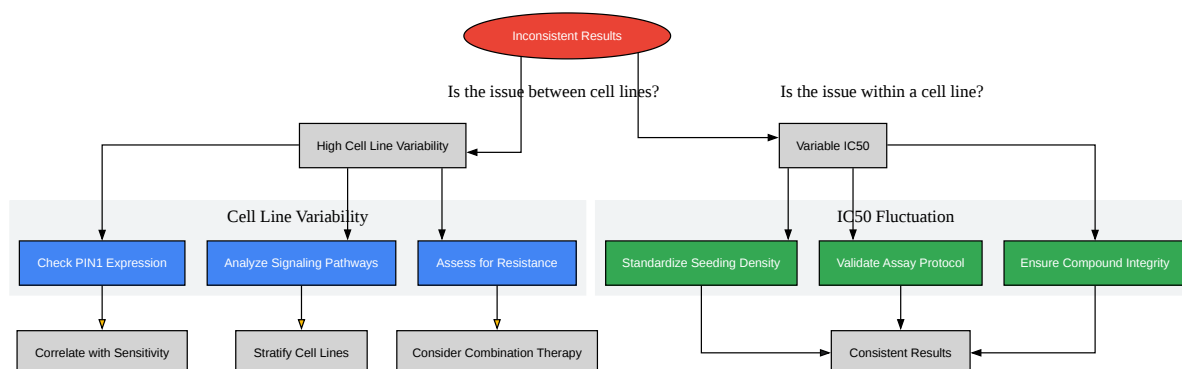 Inconsistent Results
Is the issue between cell lines?
Is the issue within a cell line?
High Cell Line Variability
Variable IC50
Cell Line Variability
IC50 Fluctuation
Check PIN1 Expression
Analyze Signaling Pathways
Assess for Resistance
Standardize Seeding Density
Validate Assay Protocol
Ensure Compound Integrity
Correlate with Sensitivity
Stratify Cell Lines
Consider Combination Therapy
Consistent Results